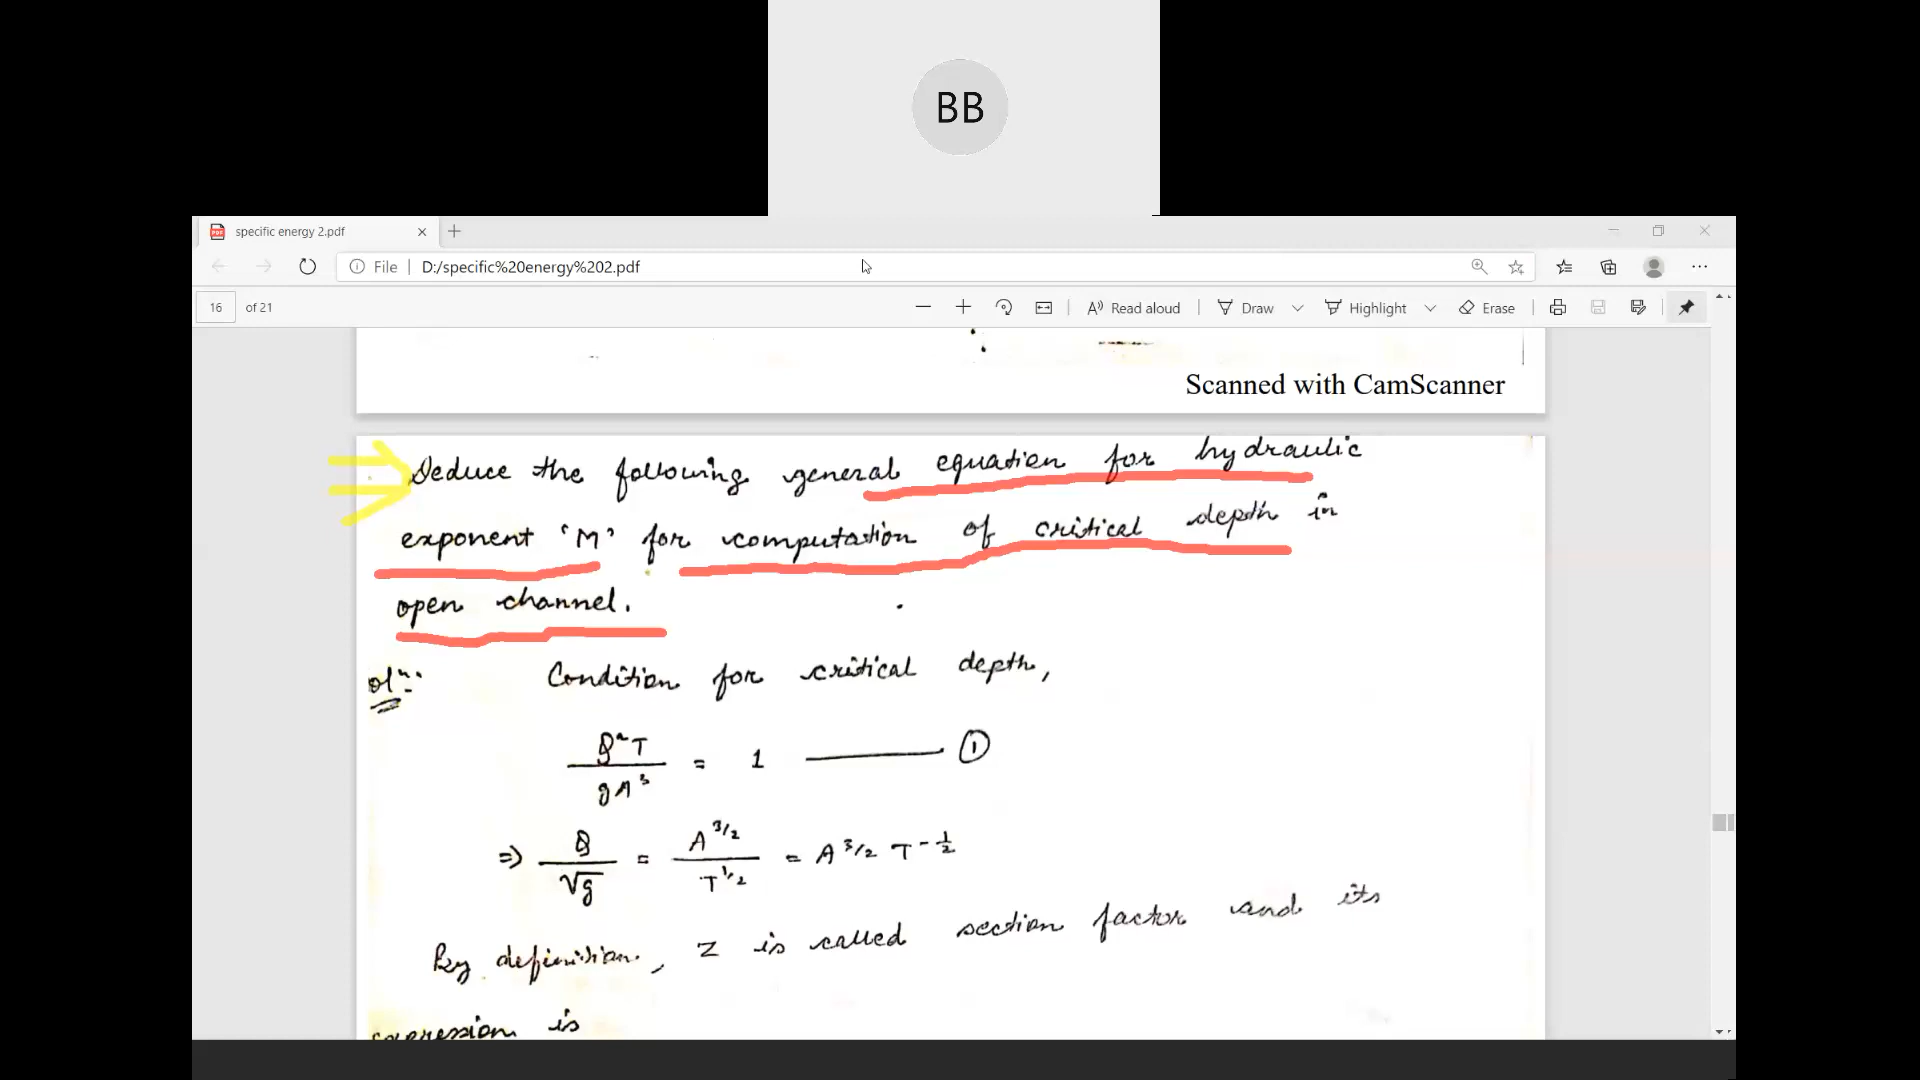 BB
specific energy 2.pdf
File D:/specific%20energy%202.pdf
16 of 21 Read aloud Draw Highlight Erase
Scanned with CamScanner
Deduce the following general equation for hydraulic
exponent 'M' for computation of critical depth in
open channel.
Condition for critical depth,
Q²T / gA³ = 1 ——— ①
⇒ Q / √g = A^3/2 / T^1/2 = A^3/2 T^-1/2
By definition, Z is called section factor and its
expression is